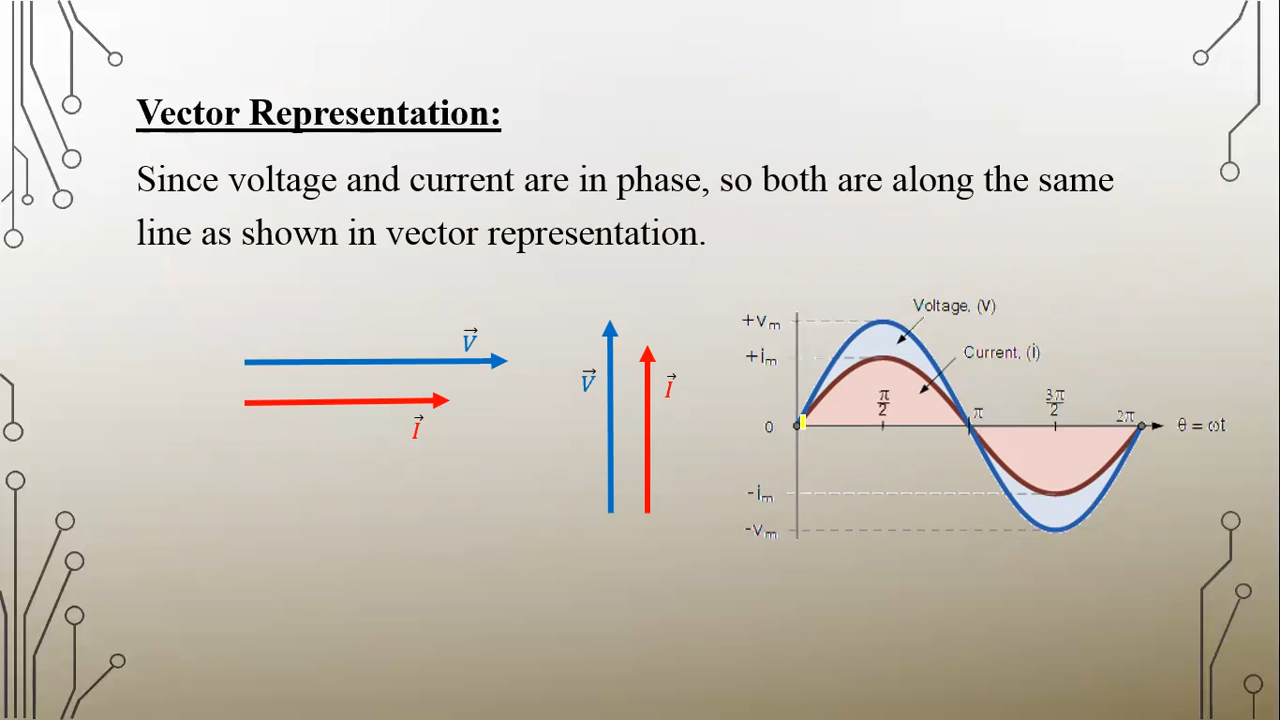 Vector Representation:
Since voltage and current are in phase, so both are along the same
line as shown in vector representation.
V⃗
I⃗
V⃗
I⃗
Voltage, (V)
Current, (i)
+Vm
+im
0
-im
-Vm
π/2
π
3π/2
2π
θ = ωt